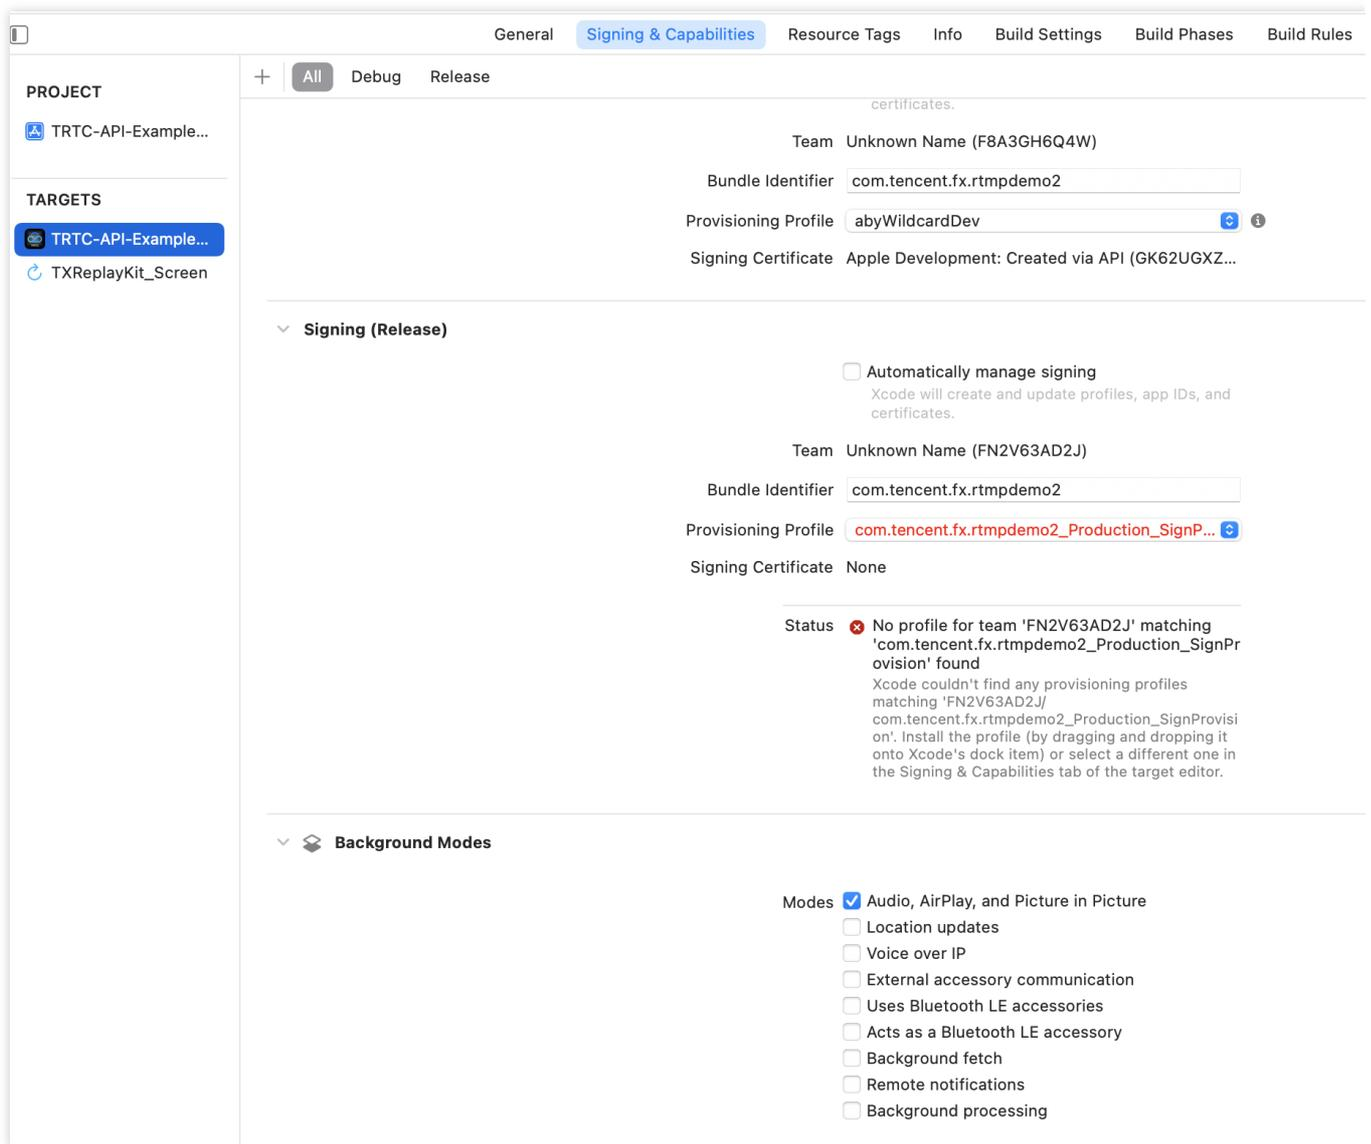 General Signing & Capabilities Resource Tags Info Build Settings Build Phases Build Rules
All Debug Release
PROJECT
TRTC-API-Example...
TARGETS
TRTC-API-Example...
TXReplayKit_Screen
certificates.
Team Unknown Name (F8A3GH6Q4W)
Bundle Identifier com.tencent.fx.rtmpdemo2
Provisioning Profile abyWildcardDev
Signing Certificate Apple Development: Created via API (GK62UGXZ...
Signing (Release)
Automatically manage signing
Xcode will create and update profiles, app IDs, and
certificates.
Team Unknown Name (FN2V63AD2J)
Bundle Identifier com.tencent.fx.rtmpdemo2
Provisioning Profile com.tencent.fx.rtmpdemo2_Production_SignP...
Signing Certificate None
Status No profile for team 'FN2V63AD2J' matching
'com.tencent.fx.rtmpdemo2_Production_SignPr
ovision' found
Xcode couldn't find any provisioning profiles
matching 'FN2V63AD2J/
com.tencent.fx.rtmpdemo2_Production_SignProvisi
on'. Install the profile (by dragging and dropping it
onto Xcode's dock item) or select a different one in
the Signing & Capabilities tab of the target editor.
Background Modes
Modes Audio, AirPlay, and Picture in Picture
Location updates
Voice over IP
External accessory communication
Uses Bluetooth LE accessories
Acts as a Bluetooth LE accessory
Background fetch
Remote notifications
Background processing